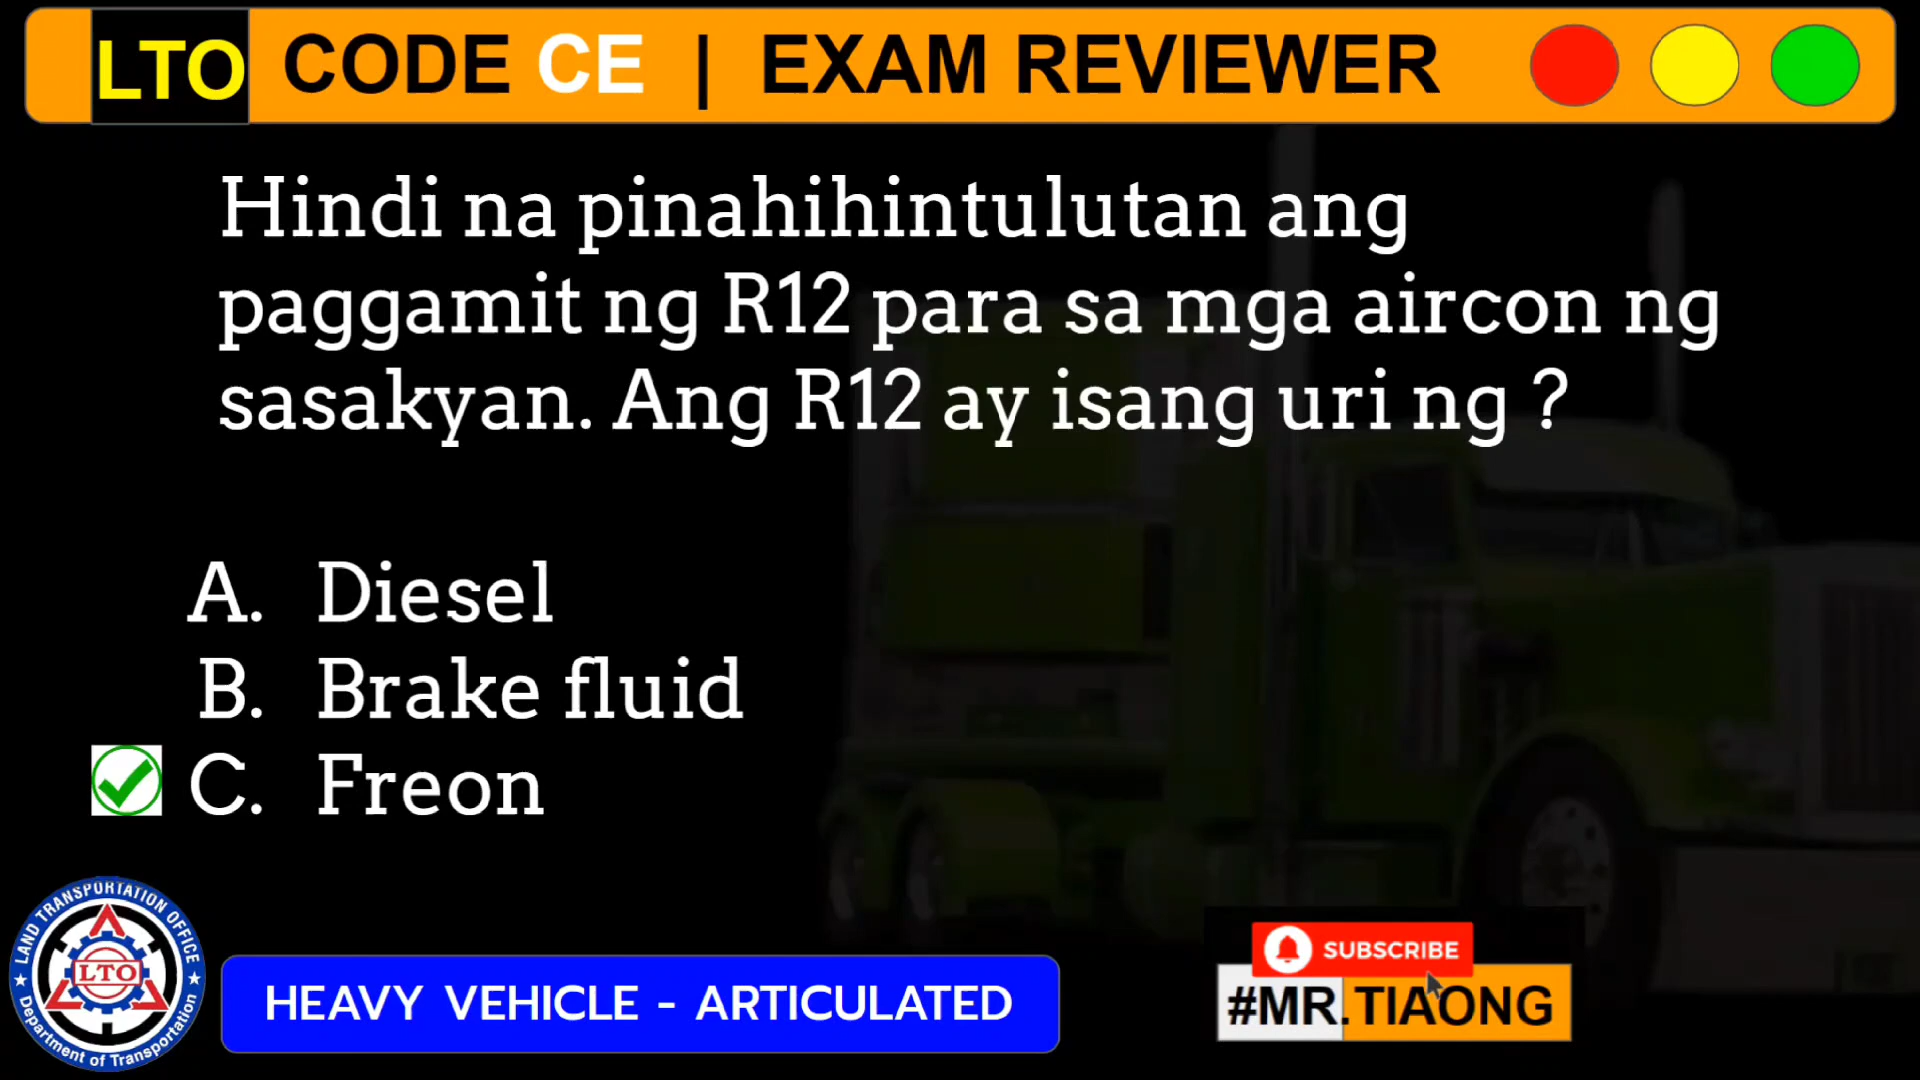 LTO CODE CE | EXAM REVIEWER
Hindi na pinahihintulutan ang
paggamit ng R12 para sa mga aircon ng
sasakyan. Ang R12 ay isang uri ng ?
A. Diesel
B. Brake fluid
C. Freon
LAND TRANSPORTATION OFFICE
LTO
Department of Transportation
HEAVY VEHICLE - ARTICULATED
SUBSCRIBE
#MR.TIAONG